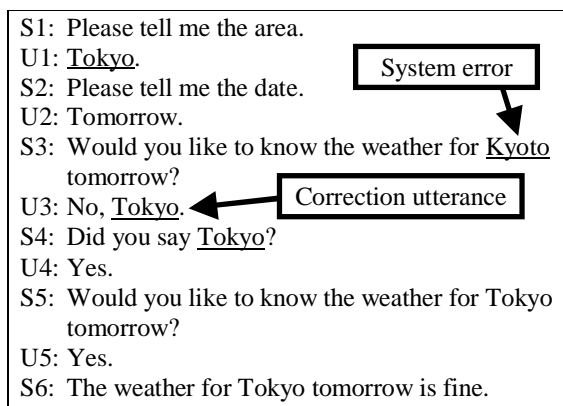 S1: Please tell me the area.
U1: Tokyo.
System error
S2: Please tell me the date.
U2: Tomorrow.
S3: Would you like to know the weather for Kyoto
tomorrow?
Correction utterance
U3: No, Tokyo.
S4: Did you say Tokyo?
U4: Yes.
S5: Would you like to know the weather for Tokyo
tomorrow?
U5: Yes.
S6: The weather for Tokyo tomorrow is fine.